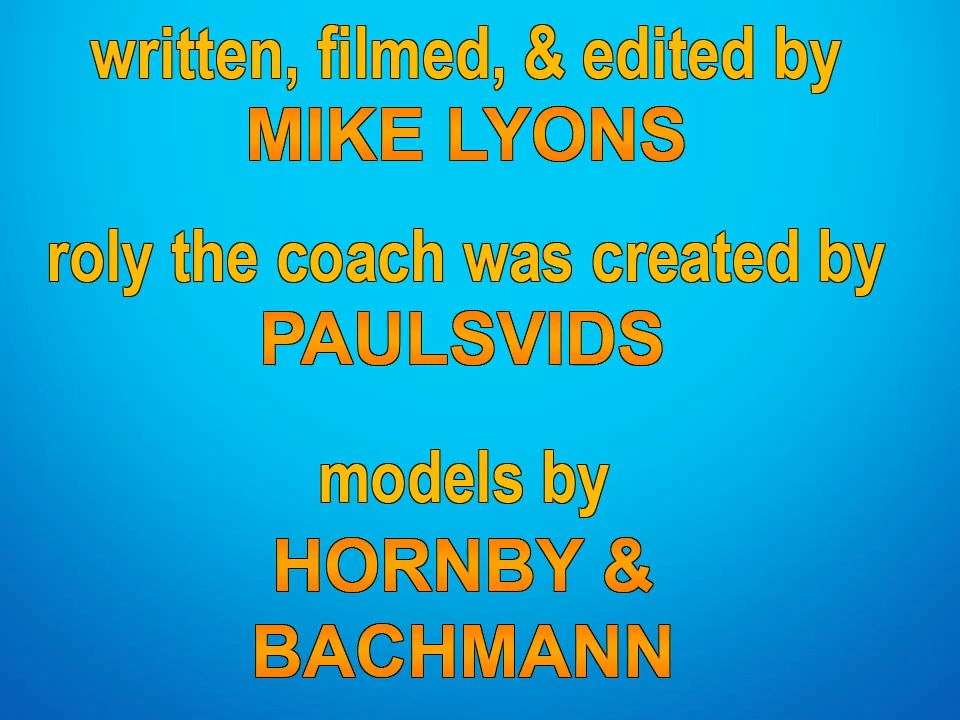 written, filmed, & edited by
MIKE LYONS
roly the coach was created by
PAULSVIDS
models by
HORNBY &
BACHMANN